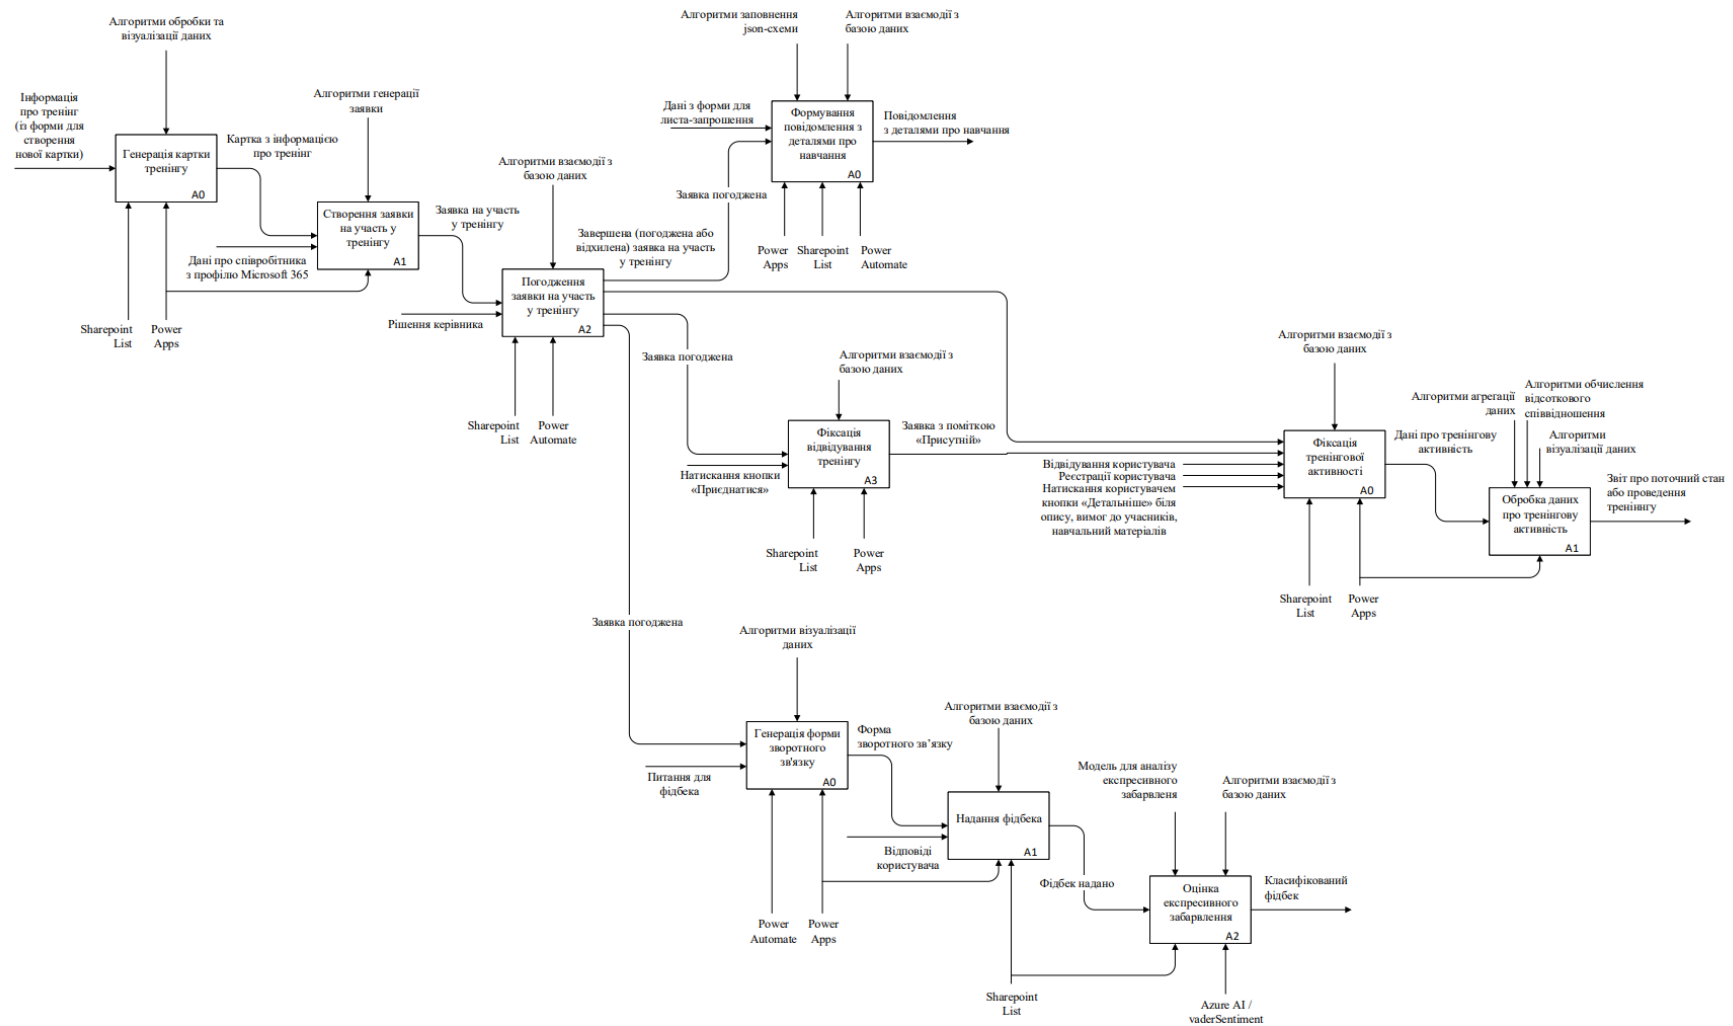 Алгоритми обробки та
візуалізації даних
Інформація
про тренінг
(із форми для
створення
нової картки)
Генерація картки
тренінгу
A0
Картка з інформацією
про тренінг
Sharepoint
List
Power
Apps
Алгоритми генерації
заявки
Створення заявки
на участь у
тренінгу
A1
Дані про співробітника
з профілю Microsoft 365
Заявка на участь
у тренінгу
Алгоритми взаємодії з
базою даних
Погодження
заявки на участь
у тренінгу
A2
Рішення керівника
Sharepoint
List
Power
Automate
Завершена (погоджена або
відхилена) заявка на участь
у тренінгу
Заявка погоджена
Алгоритми заповнення
json-схеми
Алгоритми взаємодії з
базою даних
Дані з форми для
листа-запрошення
Формування
повідомлення з
деталями про
навчання
A0
Повідомлення
з деталями про навчання
Power
Apps
Sharepoint
List
Power
Automate
Заявка погоджена
Алгоритми взаємодії з
базою даних
Фіксація
відвідування
тренінгу
A3
Натискання кнопки
«Приєднатися»
Заявка з поміткою
«Присутній»
Sharepoint
List
Power
Apps
Алгоритми взаємодії з
базою даних
Відвідування користувача
Реєстрації користувача
Натискання користувачем
кнопки «Детальніше» біля
опису, вимог до учасників,
навчальний матеріалів
Фіксація
тренінгової
активності
A0
Дані про тренінгову
активність
Sharepoint
List
Power
Apps
Алгоритми агрегації
даних
Алгоритми обчислення
відсоткового
співвідношення
Алгоритми
візуалізації даних
Обробка даних
про тренінгову
активність
A1
Звіт про поточний стан
або проведення
тренінгу
Заявка погоджена
Алгоритми візуалізації
даних
Генерація форми
зворотного
зв'язку
A0
Питання для
фідбека
Форма
зворотного зв’язку
Power
Automate
Power
Apps
Алгоритми взаємодії з
базою даних
Надання фідбека
A1
Відповіді
користувача
Фідбек надано
Sharepoint
List
Модель для аналізу
експресивного
забарвленя
Алгоритми взаємодії з
базою даних
Оцінка
експресивного
забарвлення
A2
Класифікований
фідбек
Azure AI /
vaderSentiment